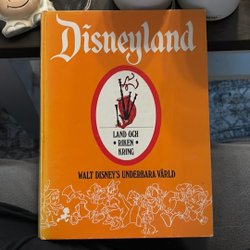 Disneyland
LAND OCH
• RIKEN •
KRING
WALT DISNEY'S UNDERBARA VÄRLD